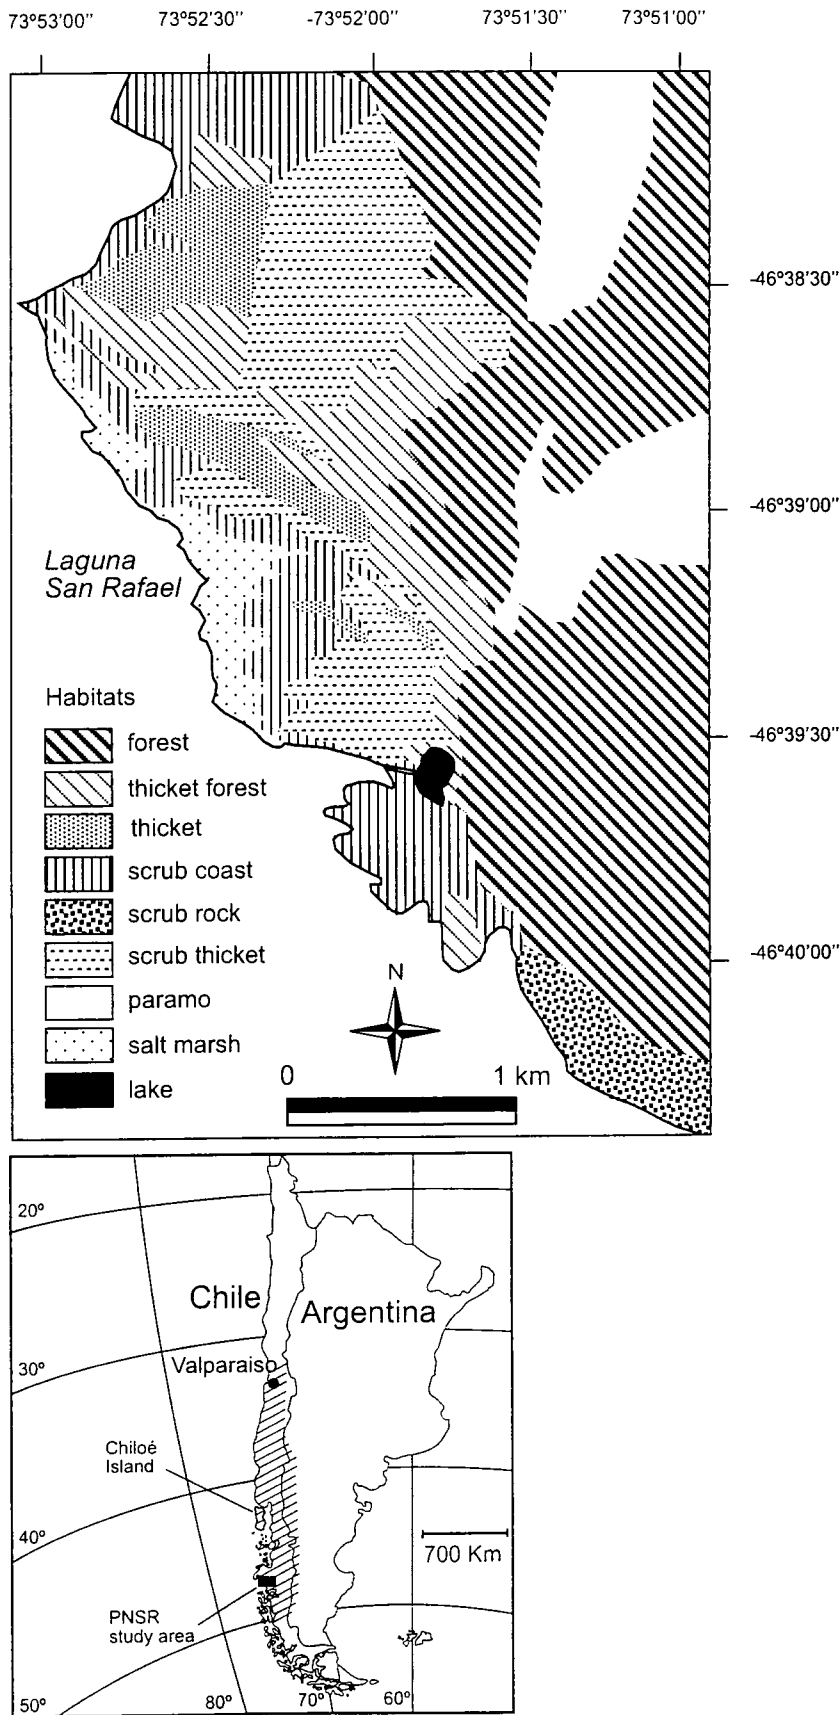 73°53'00"
73°52'30"
-73°52'00"
73°51'30"
73°51'00"
-46°38'30"
-46°39'00"
Laguna
San Rafael
Habitats
forest
-46°39'30"
thicket forest
thicket
scrub coast
scrub rock
scrub thicket
-46°40'00"
paramo
N
salt marsh
lake
0
1 km
20°
Chile
Argentina
Valparaiso
30°
Chiloé
Island
40°
700 Km
PNSR
study area
50°
80°
70°
60°